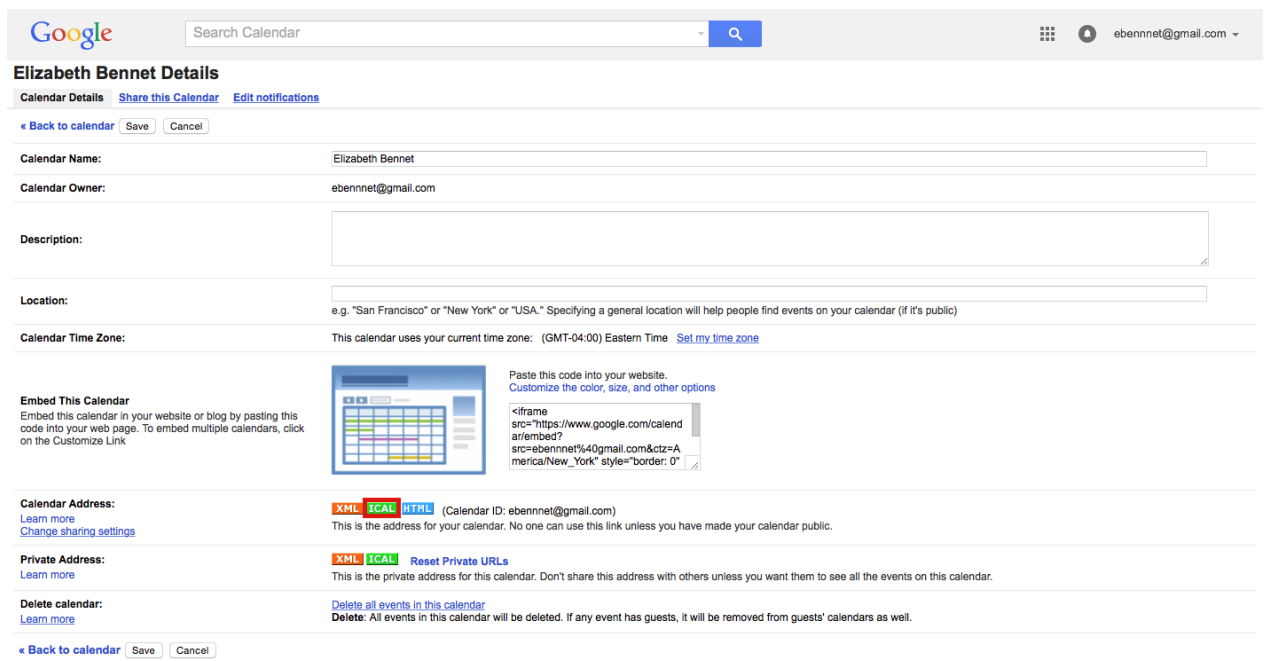 Google
Search Calendar
ebennnet@gmail.com
Elizabeth Bennet Details
Calendar Details Share this Calendar Edit notifications
« Back to calendar Save Cancel
Calendar Name: Elizabeth Bennet
Calendar Owner: ebennnet@gmail.com
Description:
Location:
e.g. "San Francisco" or "New York" or "USA." Specifying a general location will help people find events on your calendar (if it's public)
Calendar Time Zone: This calendar uses your current time zone: (GMT-04:00) Eastern Time Set my time zone
Embed This Calendar
Embed this calendar in your website or blog by pasting this
code into your web page. To embed multiple calendars, click
on the Customize Link
Paste this code into your website.
Customize the color, size, and other options
<iframe
src="https://www.google.com/calend
ar/embed?
src=ebennnet%40gmail.com&ctz=A
merica/New_York" style="border: 0"
Calendar Address:
Learn more
Change sharing settings
XML ICAL HTML (Calendar ID: ebennnet@gmail.com)
This is the address for your calendar. No one can use this link unless you have made your calendar public.
Private Address:
Learn more
XML ICAL Reset Private URLs
This is the private address for this calendar. Don't share this address with others unless you want them to see all the events on this calendar.
Delete calendar:
Learn more
Delete all events in this calendar
Delete: All events in this calendar will be deleted. If any event has guests, it will be removed from guests' calendars as well.
« Back to calendar Save Cancel